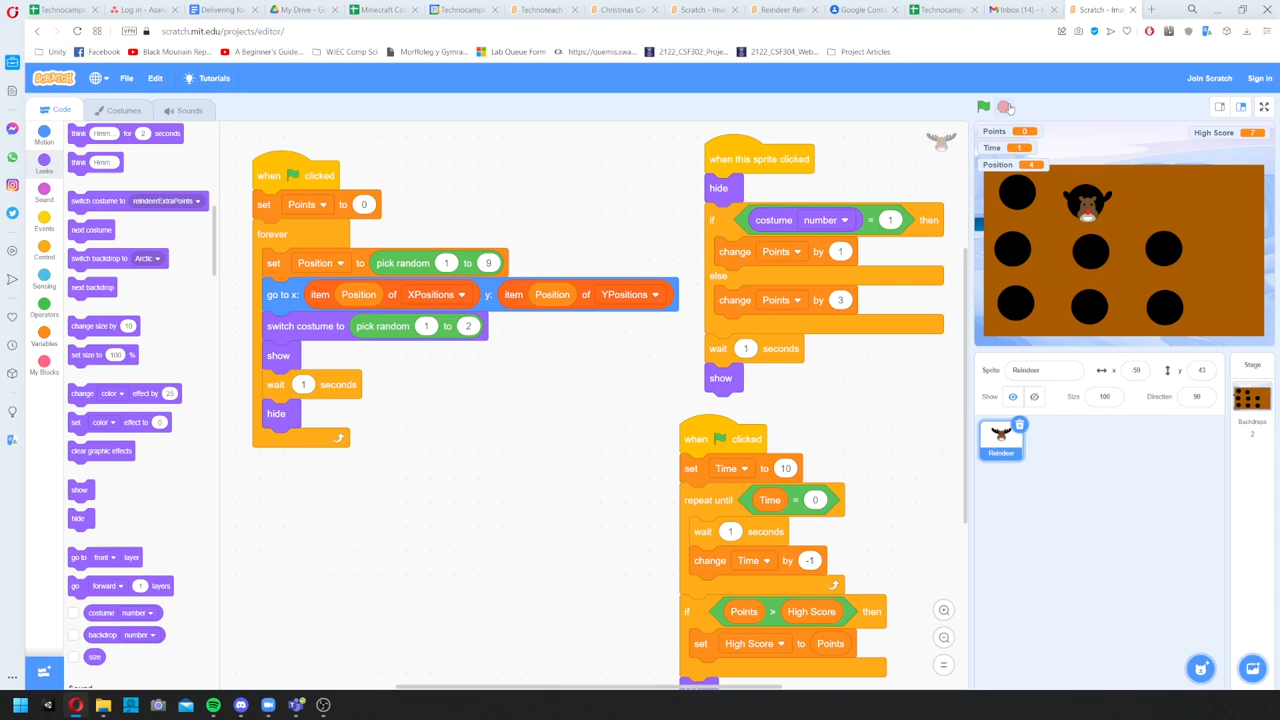 Technocamp...
Log in - Asan...
Delivering for...
My Drive - G...
Minecraft C...
Technocamp...
Technoteach...
Christmas Co...
Scratch - Ima...
Reindeer Refl...
Google Conta...
Technocamp...
Inbox (14) - ...
Scratch - Ima...
VPN
scratch.mit.edu/projects/editor/
Unity
Facebook
Black Mounain Rep...
A Beginner's Guide...
WJEC Comp Sci
Morffoleg y Gymra...
Lab Queue Form
https://quemis.swa...
2122_CSF302_Proje...
2122_CSF304_Web...
Project Articles
SCRATCH
File
Edit
Tutorials
Join Scratch
Sign in
Code
Costumes
Sounds
Motion
Looks
Sound
Events
Control
Sensing
Operators
Variables
My Blocks
think Hmm... for 2 seconds
think Hmm...
switch costume to reindeerExtraPoints
next costume
switch backdrop to Arctic
next backdrop
change size by 10
set size to 100 %
change color effect by 25
set color effect to 0
clear graphic effects
show
hide
go to front layer
go forward 1 layers
costume number
backdrop number
size
Sound
when clicked
set Points to 0
forever
set Position to pick random 1 to 9
go to x: item Position of XPositions y: item Position of YPositions
switch costume to pick random 1 to 2
show
wait 1 seconds
hide
when this sprite clicked
hide
if costume number = 1 then
change Points by 1
else
change Points by 3
wait 1 seconds
show
when clicked
set Time to 10
repeat until Time = 0
wait 1 seconds
change Time by -1
if Points > High Score then
set High Score to Points
Points 0
Time 1
Position 4
High Score 7
Sprite Reindeer x -59 y 43
Show Size 100 Direction 90
Reindeer
Stage
Backdrops
2